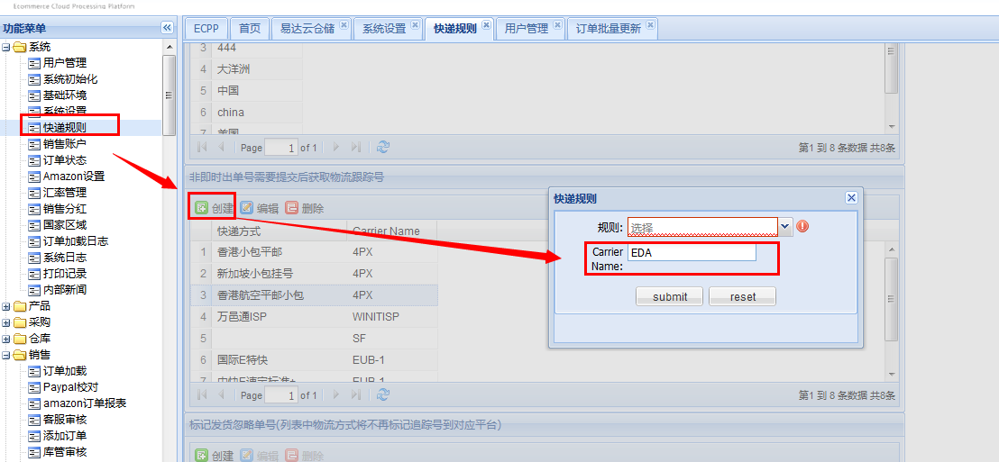 Ecommerce Cloud Processing Platform
功能菜单
系统
用户管理
系统初始化
基础环境
系统设置
快递规则
销售账户
订单状态
Amazon设置
汇率管理
销售分红
国家区域
订单加载日志
系统日志
打印记录
内部新闻
产品
采购
仓库
销售
订单加载
Paypal校对
amazon订单报表
客服审核
添加订单
库管审核
ECPP 首页 易达云仓储 系统设置 快递规则 用户管理 订单批量更新
3 444
4 大洋洲
5 中国
6 china
7 美国
Page 1 of 1 第1 到 8 条数据 共8条
非即时出单号需要提交后获取物流跟踪号
创建 编辑 删除
快递方式 Carrier Name
1 香港小包平邮 4PX
2 新加坡小包挂号 4PX
3 香港航空平邮小包 4PX
4 万邑通ISP WINITISP
5 SF
6 国际E特快 EUB-1
7 EUB-1
Page 1 of 1 第1 到 8 条数据 共8条
标记发货忽略单号(列表中物流方式将不再标记追踪号到对应平台)
创建 编辑 删除
快递规则
规则: 选择
Carrier Name: EDA
submit reset